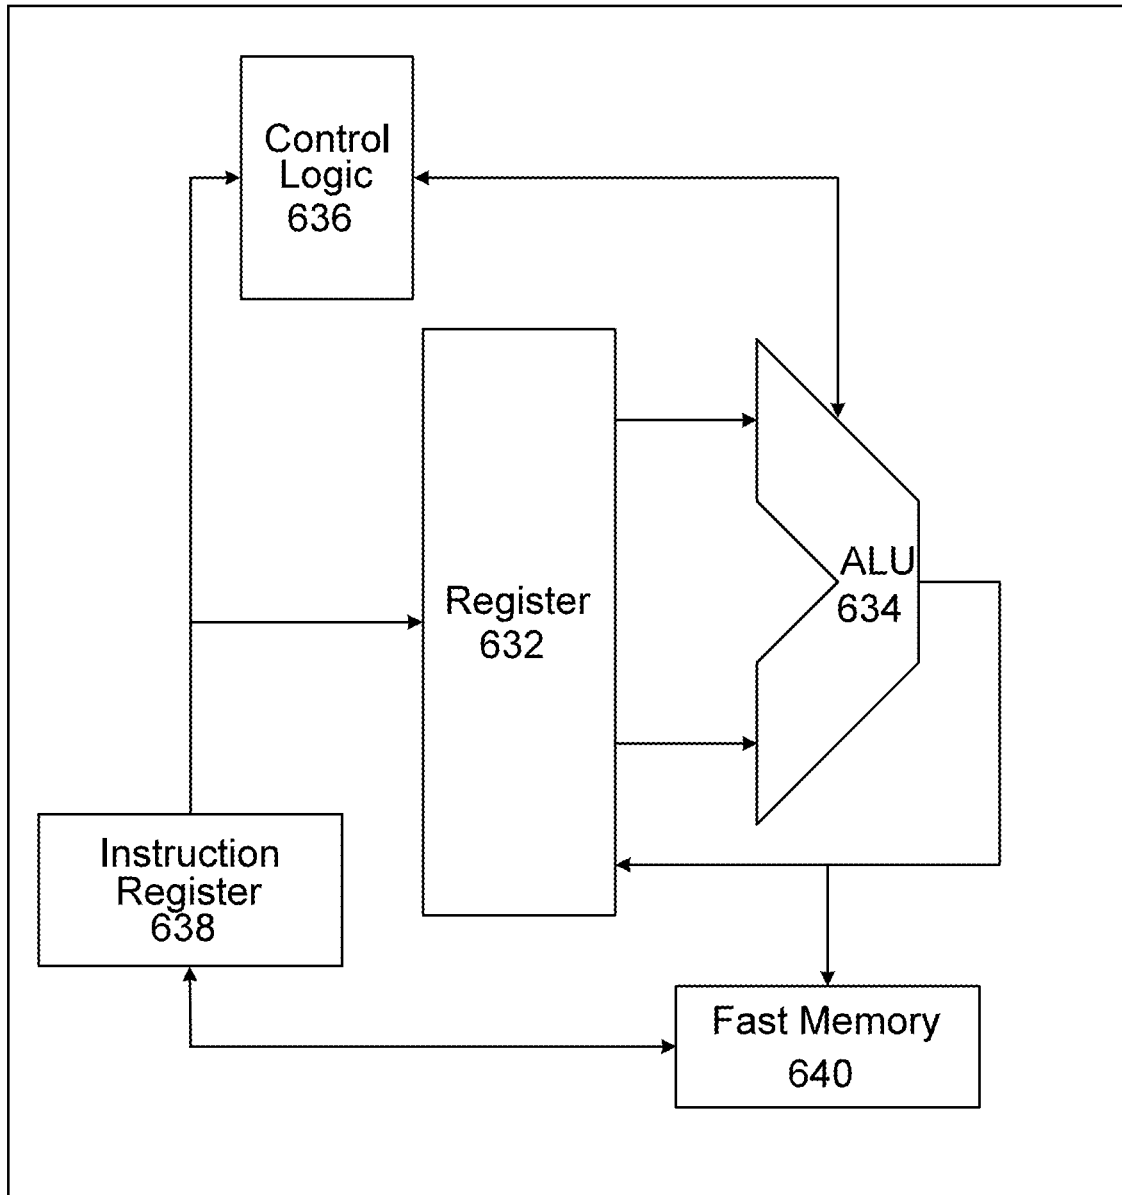 Control
Logic
636
Register
632
ALU
634
Instruction
Register
638
Fast Memory
640